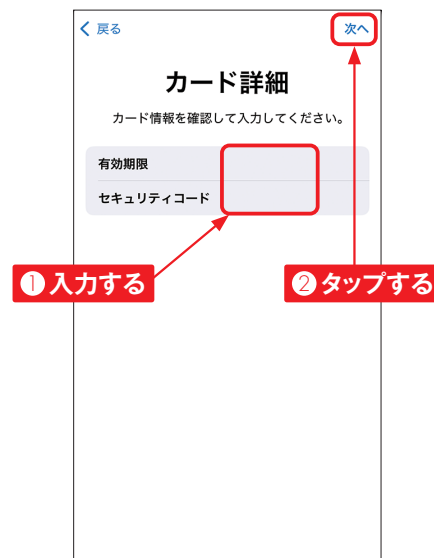 戻る
次へ
カード詳細
カード情報を確認して入力してください。
有効期限
セキュリティコード
①入力する
②タップする